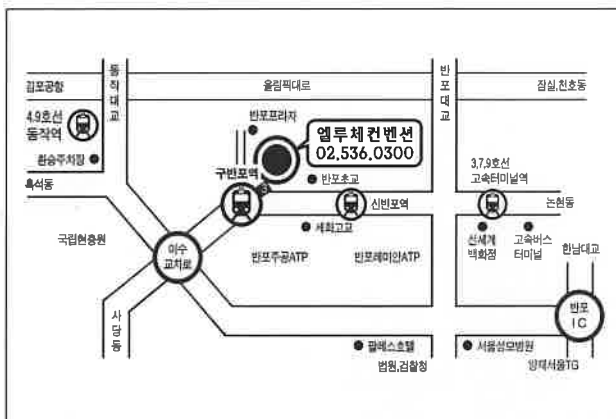 김포공항
동작대교
올림픽대로
반포대교
잠실,천호동
4,9호선
동작역
환승주차장
흑석동
반포프라자
엘루체컨벤션
02.536.0300
구반포역
반포초교
신반포역
3,7,9호선
고속터미널역
논현동
국립현충원
이수
교차로
세화고교
반포주공ATP
반포래미안ATP
신세계
백화점
고속버스
터미널
한남대교
사당동
반포
IC
팔레스호텔
법원,검찰청
서울성모병원
양재서울TG